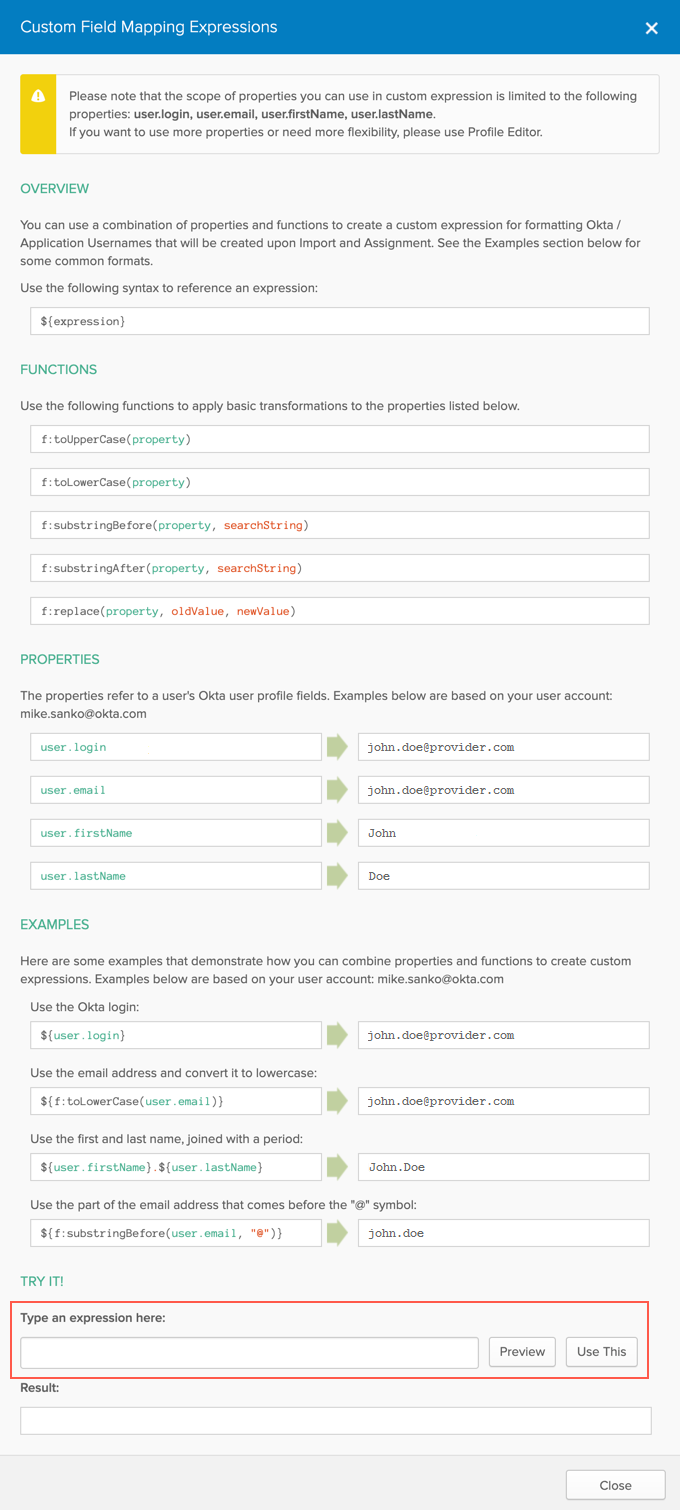 Custom Field Mapping Expressions
Please note that the scope of properties you can use in custom expression is limited to the following
properties: user.login, user.email, user.firstName, user.lastName.
If you want to use more properties or need more flexibility, please use Profile Editor.
OVERVIEW
You can use a combination of properties and functions to create a custom expression for formatting Okta /
Application Usernames that will be created upon Import and Assignment. See the Examples section below for
some common formats.
Use the following syntax to reference an expression:
${expression}
FUNCTIONS
Use the following functions to apply basic transformations to the properties listed below.
f:toUpperCase(property)
f:toLowerCase(property)
f:substringBefore(property, searchString)
f:substringAfter(property, searchString)
f:replace(property, oldValue, newValue)
PROPERTIES
The properties refer to a user's Okta user profile fields. Examples below are based on your user account:
mike.sanko@okta.com
user.login john.doe@provider.com
user.email john.doe@provider.com
user.firstName John
user.lastName Doe
EXAMPLES
Here are some examples that demonstrate how you can combine properties and functions to create custom
expressions. Examples below are based on your user account: mike.sanko@okta.com
Use the Okta login:
${user.login} john.doe@provider.com
Use the email address and convert it to lowercase:
${f:toLowerCase(user.email)} john.doe@provider.com
Use the first and last name, joined with a period:
${user.firstName}.${user.lastName} John.Doe
Use the part of the email address that comes before the "@" symbol:
${f:substringBefore(user.email, "@")} john.doe
TRY IT!
Type an expression here:
Preview Use This
Result:
Close